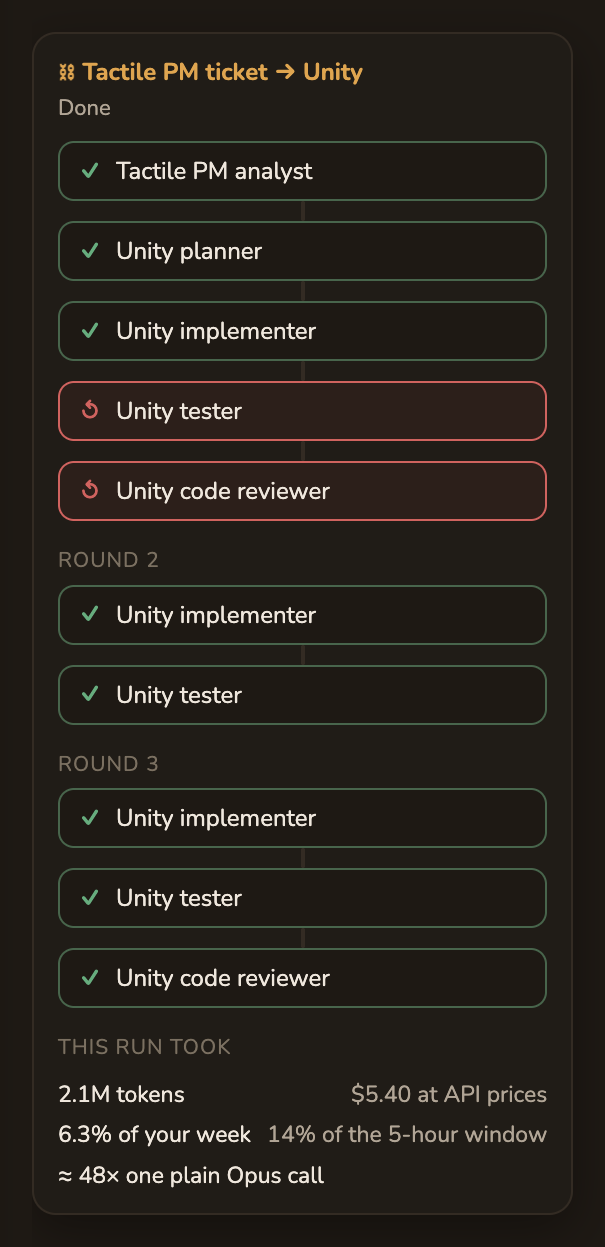 Tactile PM ticket → Unity
Done
Tactile PM analyst
Unity planner
Unity implementer
Unity tester
Unity code reviewer
ROUND 2
Unity implementer
Unity tester
ROUND 3
Unity implementer
Unity tester
Unity code reviewer
THIS RUN TOOK
2.1M tokens $5.40 at API prices
6.3% of your week 14% of the 5-hour window
≈ 48× one plain Opus call